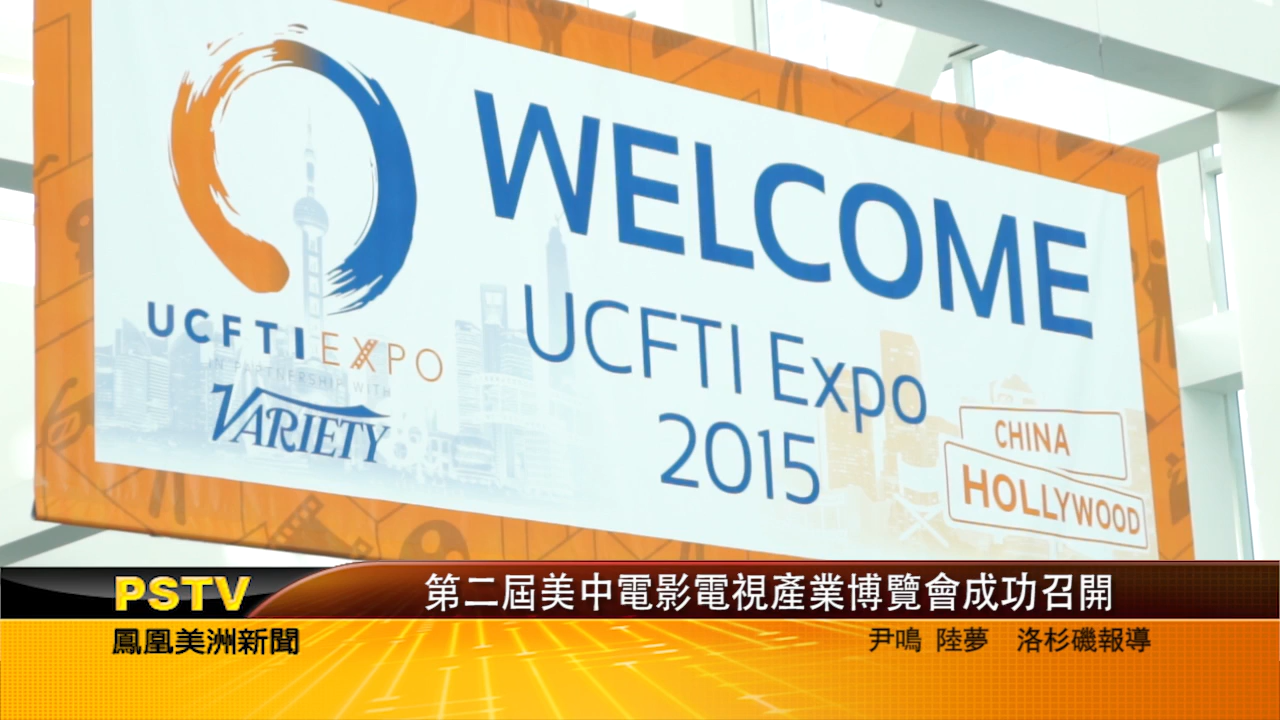 WELCOME
UCFTI Expo
2015
UCFTI EXPO
IN PARTNERSHIP WITH
VARIETY
CHINA
HOLLYWOOD
PSTV
第二屆美中電影電視產業博覽會成功召開
鳳凰美洲新聞
尹鳴 陸夢 洛杉磯報導